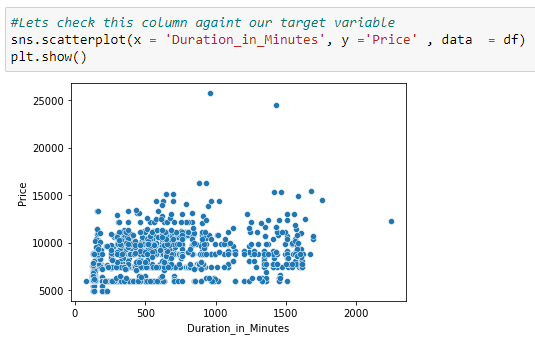 #Lets check this column againt our target variable
sns.scatterplot(x = 'Duration_in_Minutes', y ='Price' , data  = df)
plt.show()
25000
20000
15000
10000
5000
Price
0 500 1000 1500 2000
Duration_in_Minutes